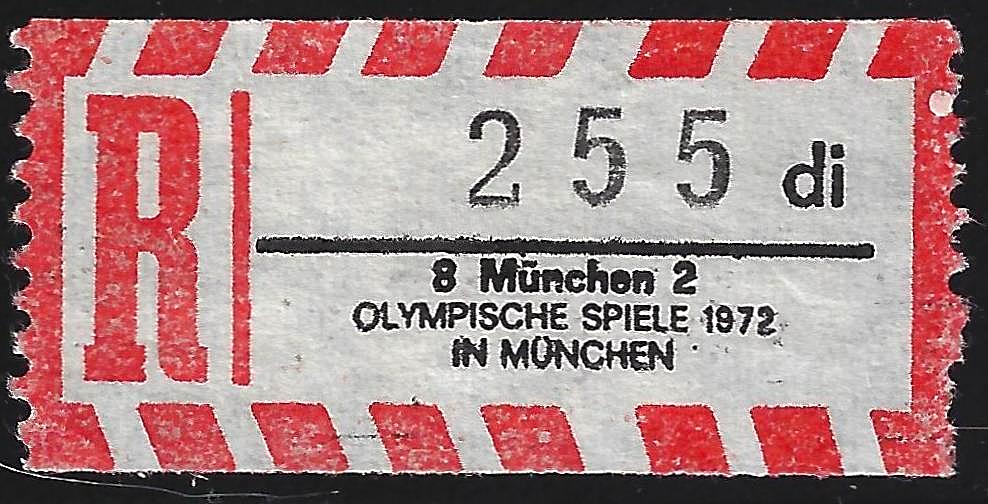 R
255 di
8 München 2
OLYMPISCHE SPIELE 1972
IN MÜNCHEN